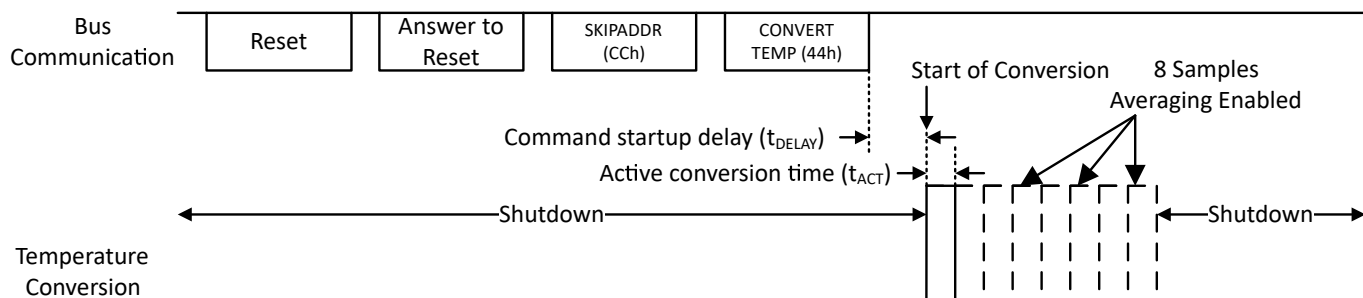 Bus
Communication
Reset
Answer to
Reset
SKIPADDR
(CCh)
CONVERT
TEMP (44h)
Start of Conversion
8 Samples
Averaging Enabled
Command startup delay (tDELAY)
Active conversion time (tACT)
Shutdown
Shutdown
Temperature
Conversion